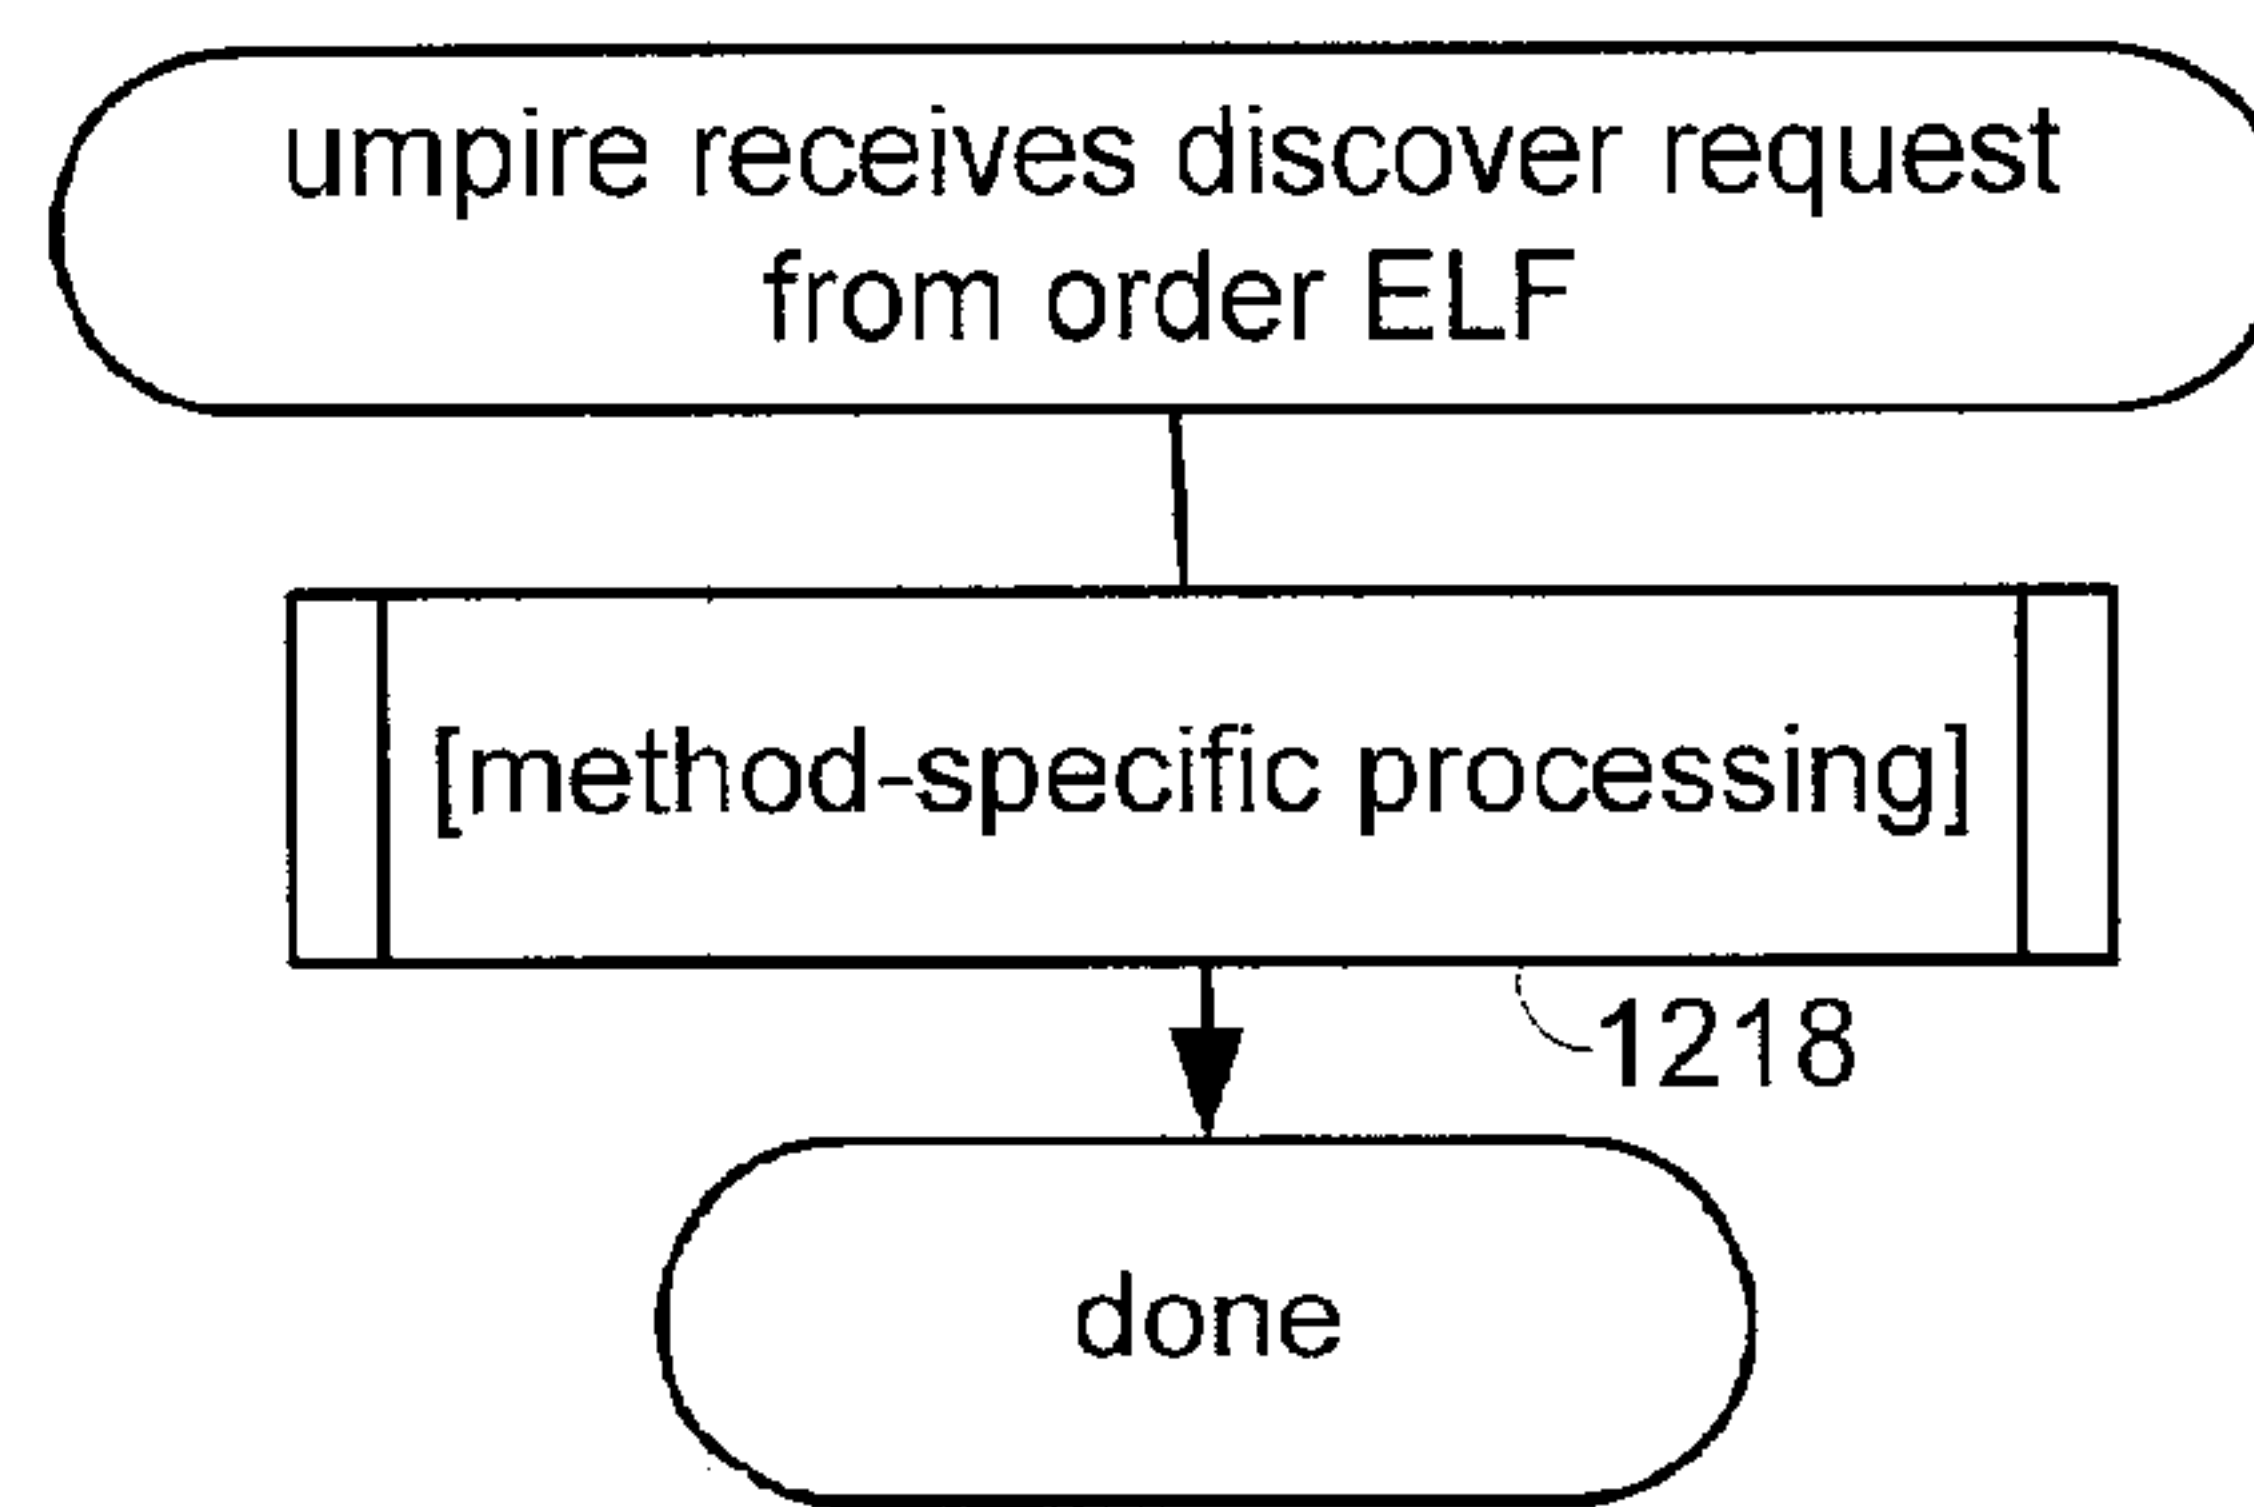 umpire receives discover request
from order ELF
[method-specific processing]
1218
done